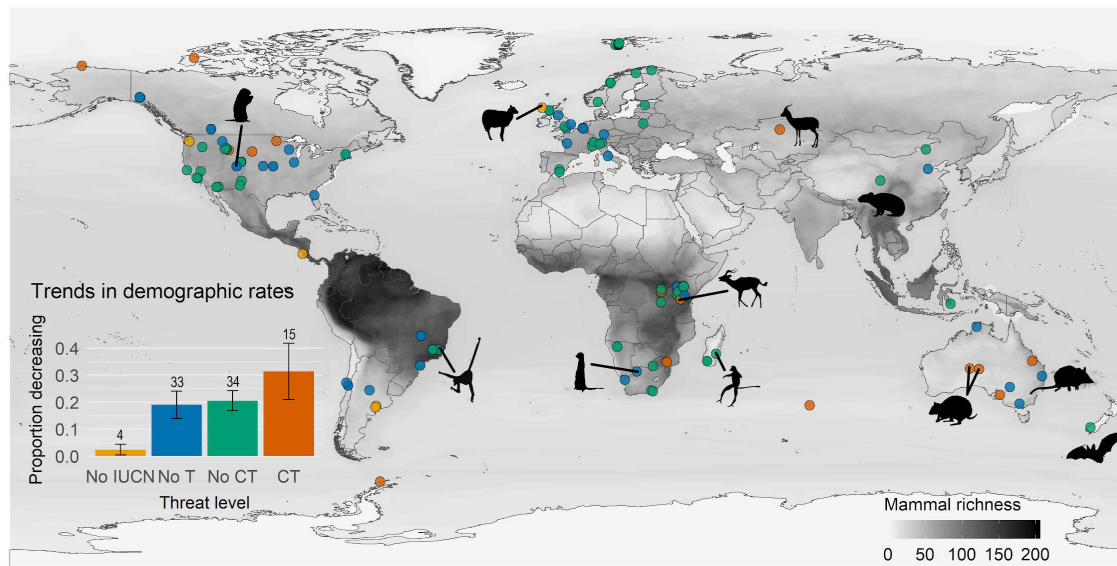 Trends in demographic rates
Proportion decreasing
0.4
0.3
0.2
0.1
0.0
4
33
34
15
No IUCN No T No CT CT
Threat level
Mammal richness
0 50 100 150 200